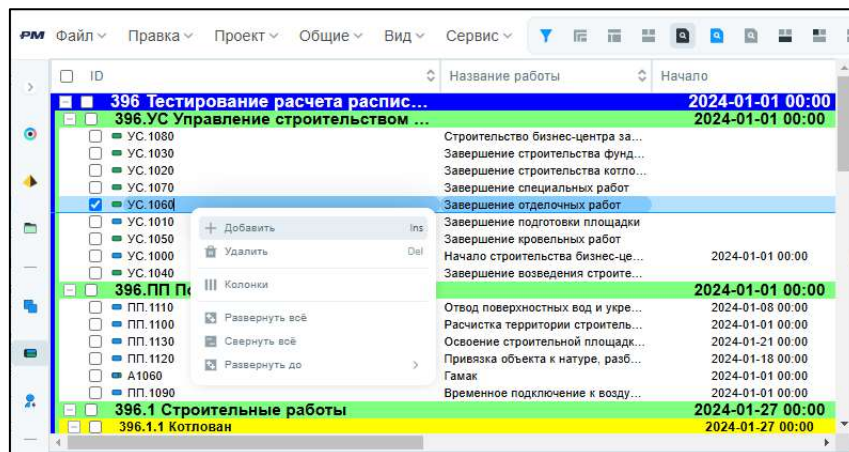 PM Файл Правка Проект Общие Вид Сервис
ID Название работы Начало
396 Тестирование расчета распис... 2024-01-01 00:00
396.УС Управление строительством ... 2024-01-01 00:00
УС.1080 Строительство бизнес-центра за...
УС.1030 Завершение строительства фунд...
УС.1020 Завершение строительства котло...
УС.1070 Завершение специальных работ
УС.1060 Завершение отделочных работ
УС.1010 Завершение подготовки площадки
УС.1050 Завершение кровельных работ
УС.1000 Начало строительства бизнес-це... 2024-01-01 00:00
УС.1040 Завершение возведения строите...
396.ПП 2024-01-01 00:00
ПП.1110 Отвод поверхностных вод и укре... 2024-01-08 00:00
ПП.1100 Расчистка территории строитель... 2024-01-01 00:00
ПП.1130 Освоение строительной площадк... 2024-01-21 00:00
ПП.1120 Привязка объекта к натуре, разб... 2024-01-18 00:00
A1060 Гамак 2024-01-01 00:00
ПП.1090 Временное подключение к возду... 2024-01-01 00:00
396.1 Строительные работы 2024-01-27 00:00
396.1.1 Котлован 2024-01-27 00:00
Добавить Ins
Удалить Del
Колонки
Развернуть всё
Свернуть всё
Развернуть до